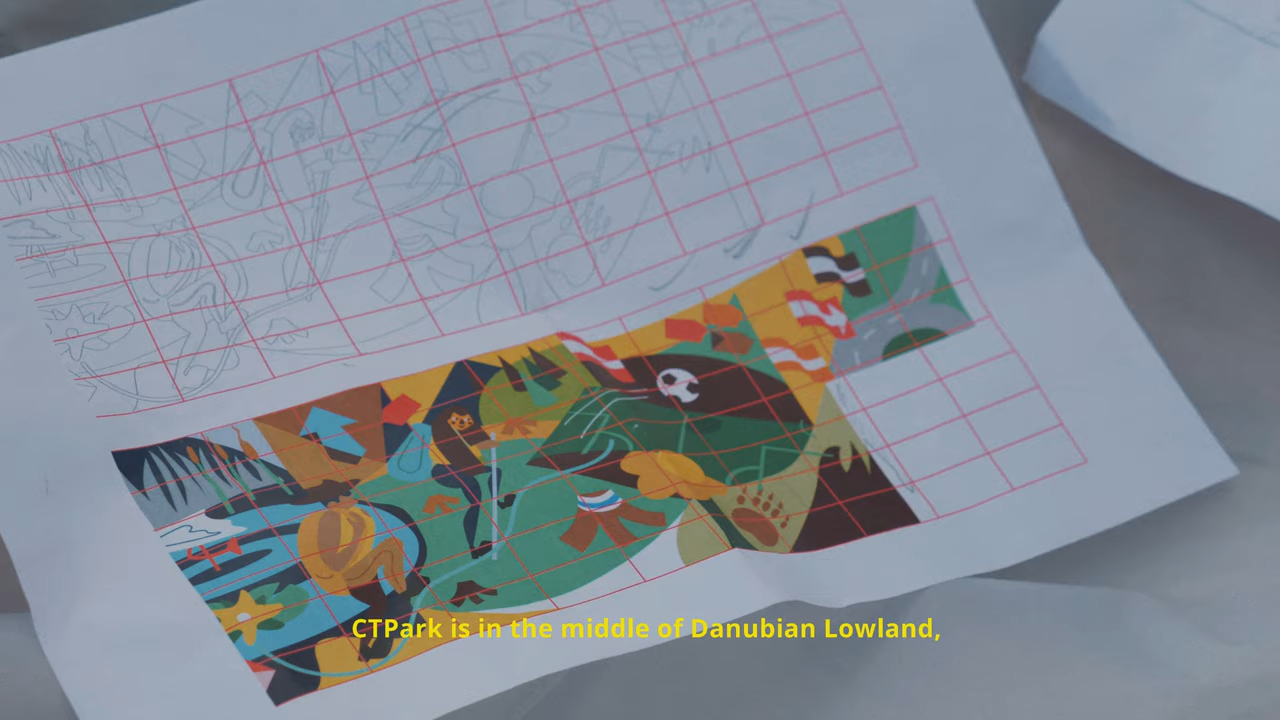 CTPark is in the middle of Danubian Lowland,